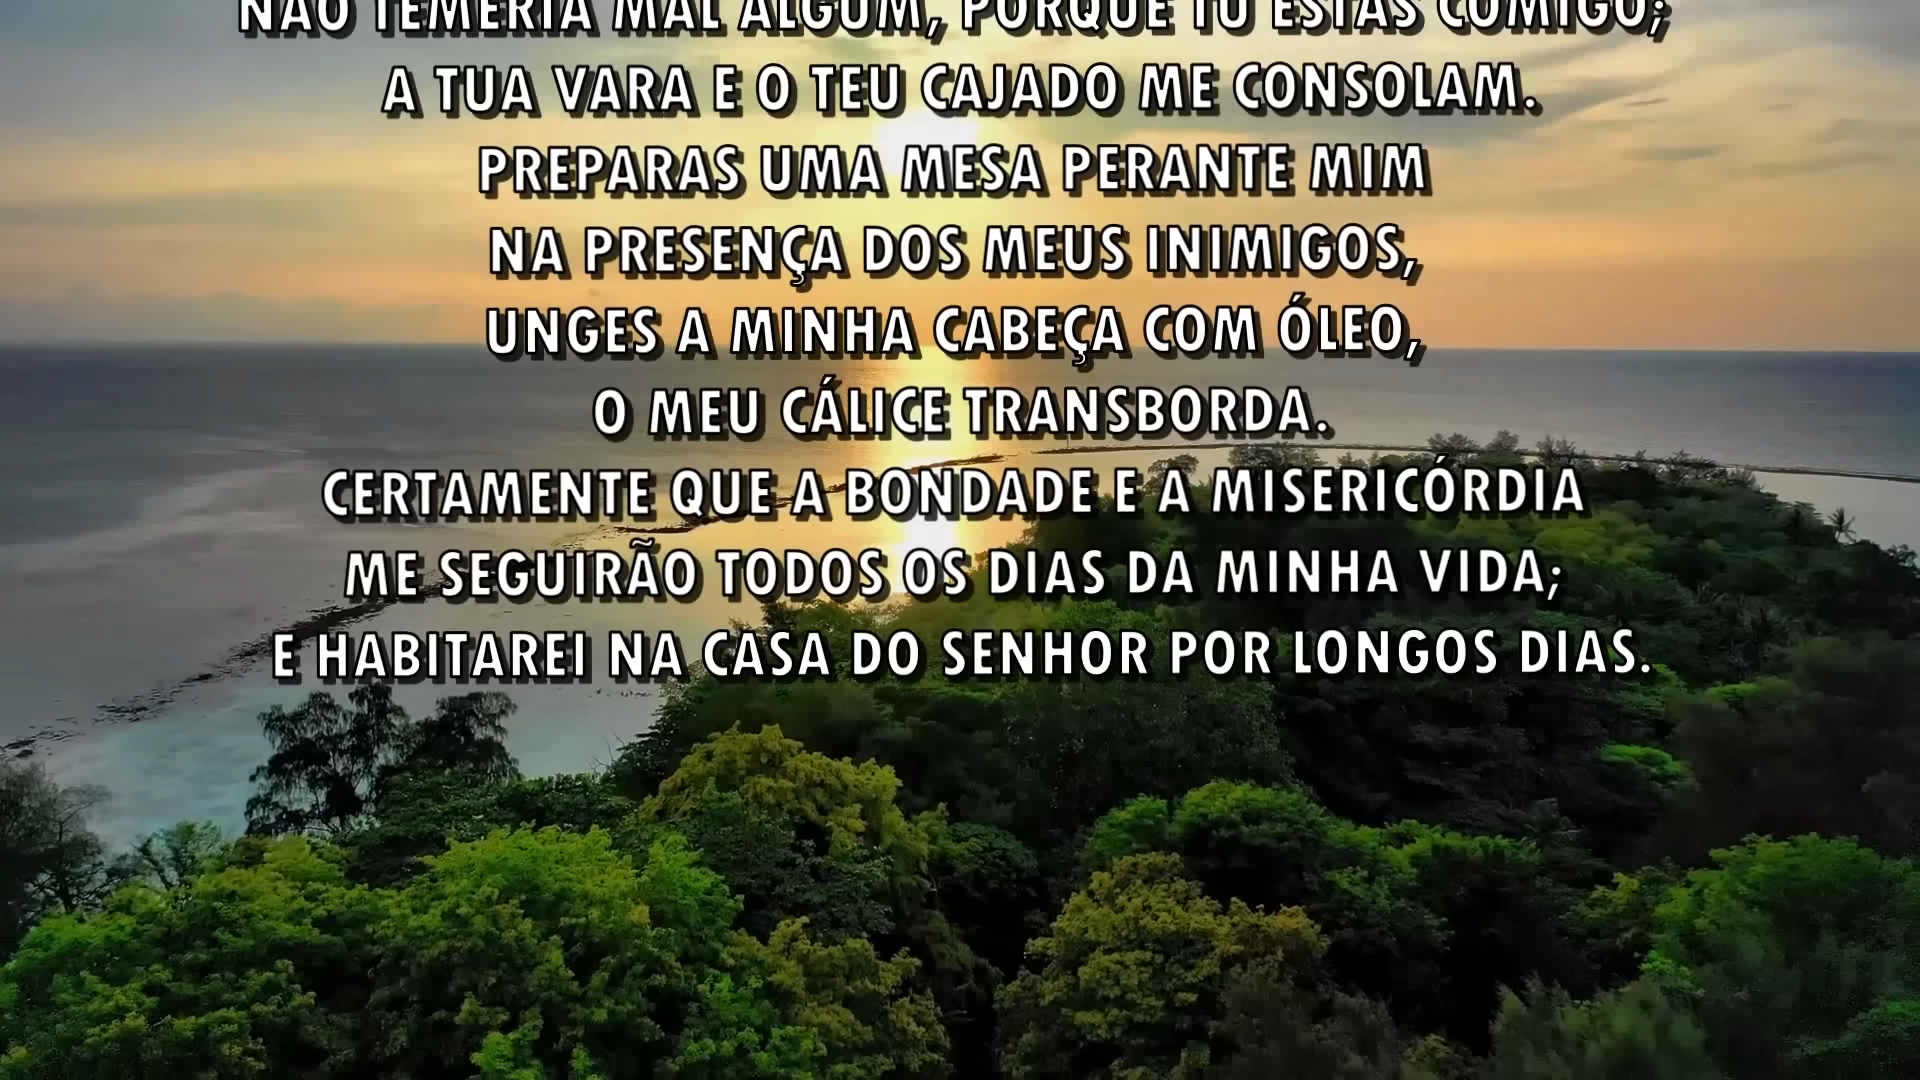 NÃO TEMERIA MAL ALGUM, PORQUE TU ESTÁS COMIGO;
A TUA VARA E O TEU CAJADO ME CONSOLAM.
PREPARAS UMA MESA PERANTE MIM
NA PRESENÇA DOS MEUS INIMIGOS,
UNGES A MINHA CABEÇA COM ÓLEO,
O MEU CÁLICE TRANSBORDA.
CERTAMENTE QUE A BONDADE E A MISERICÓRDIA
ME SEGUIRÃO TODOS OS DIAS DA MINHA VIDA;
E HABITAREI NA CASA DO SENHOR POR LONGOS DIAS.